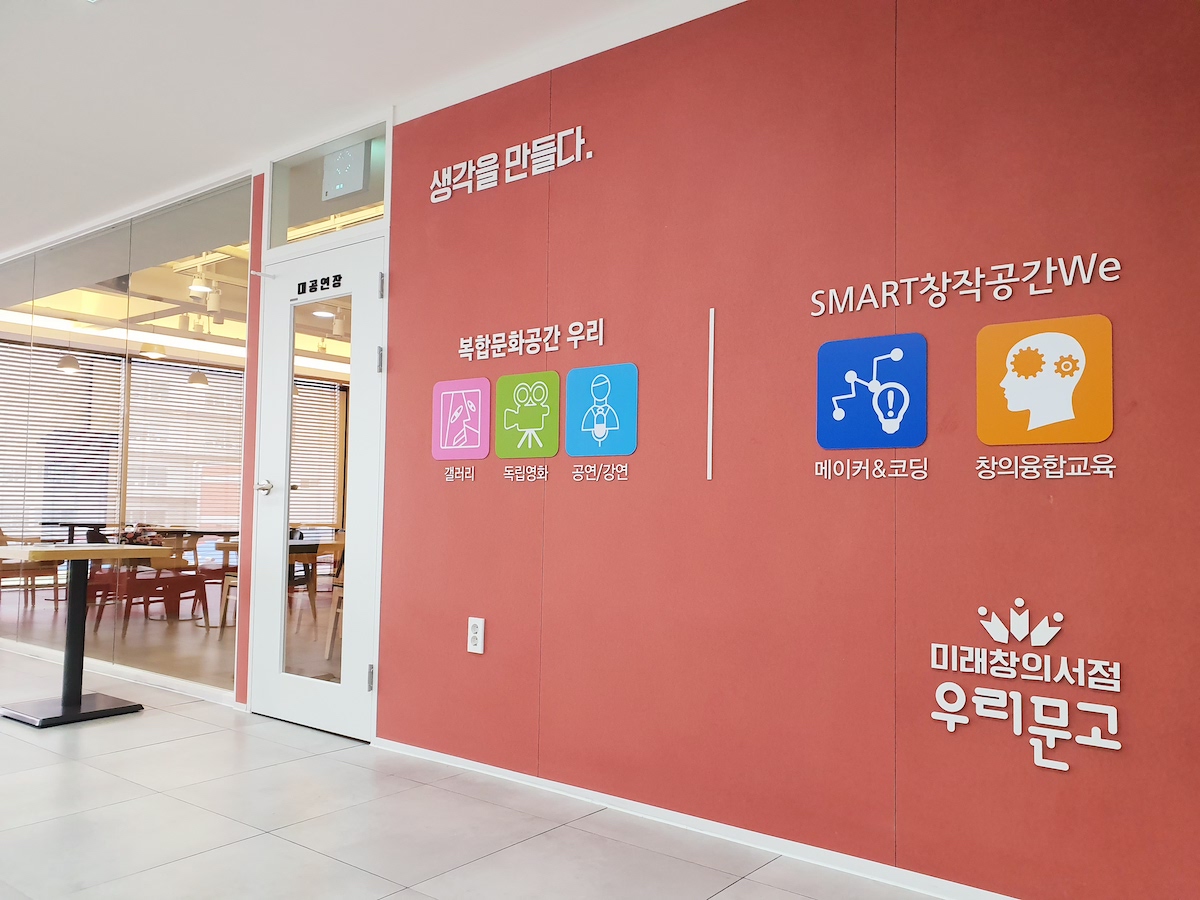 생각을 만들다.
대공연장
복합문화공간 우리
갤러리
독립영화
공연/강연
SMART창작공간We
메이커&코딩
창의융합교육
미래창의서점
우리문고